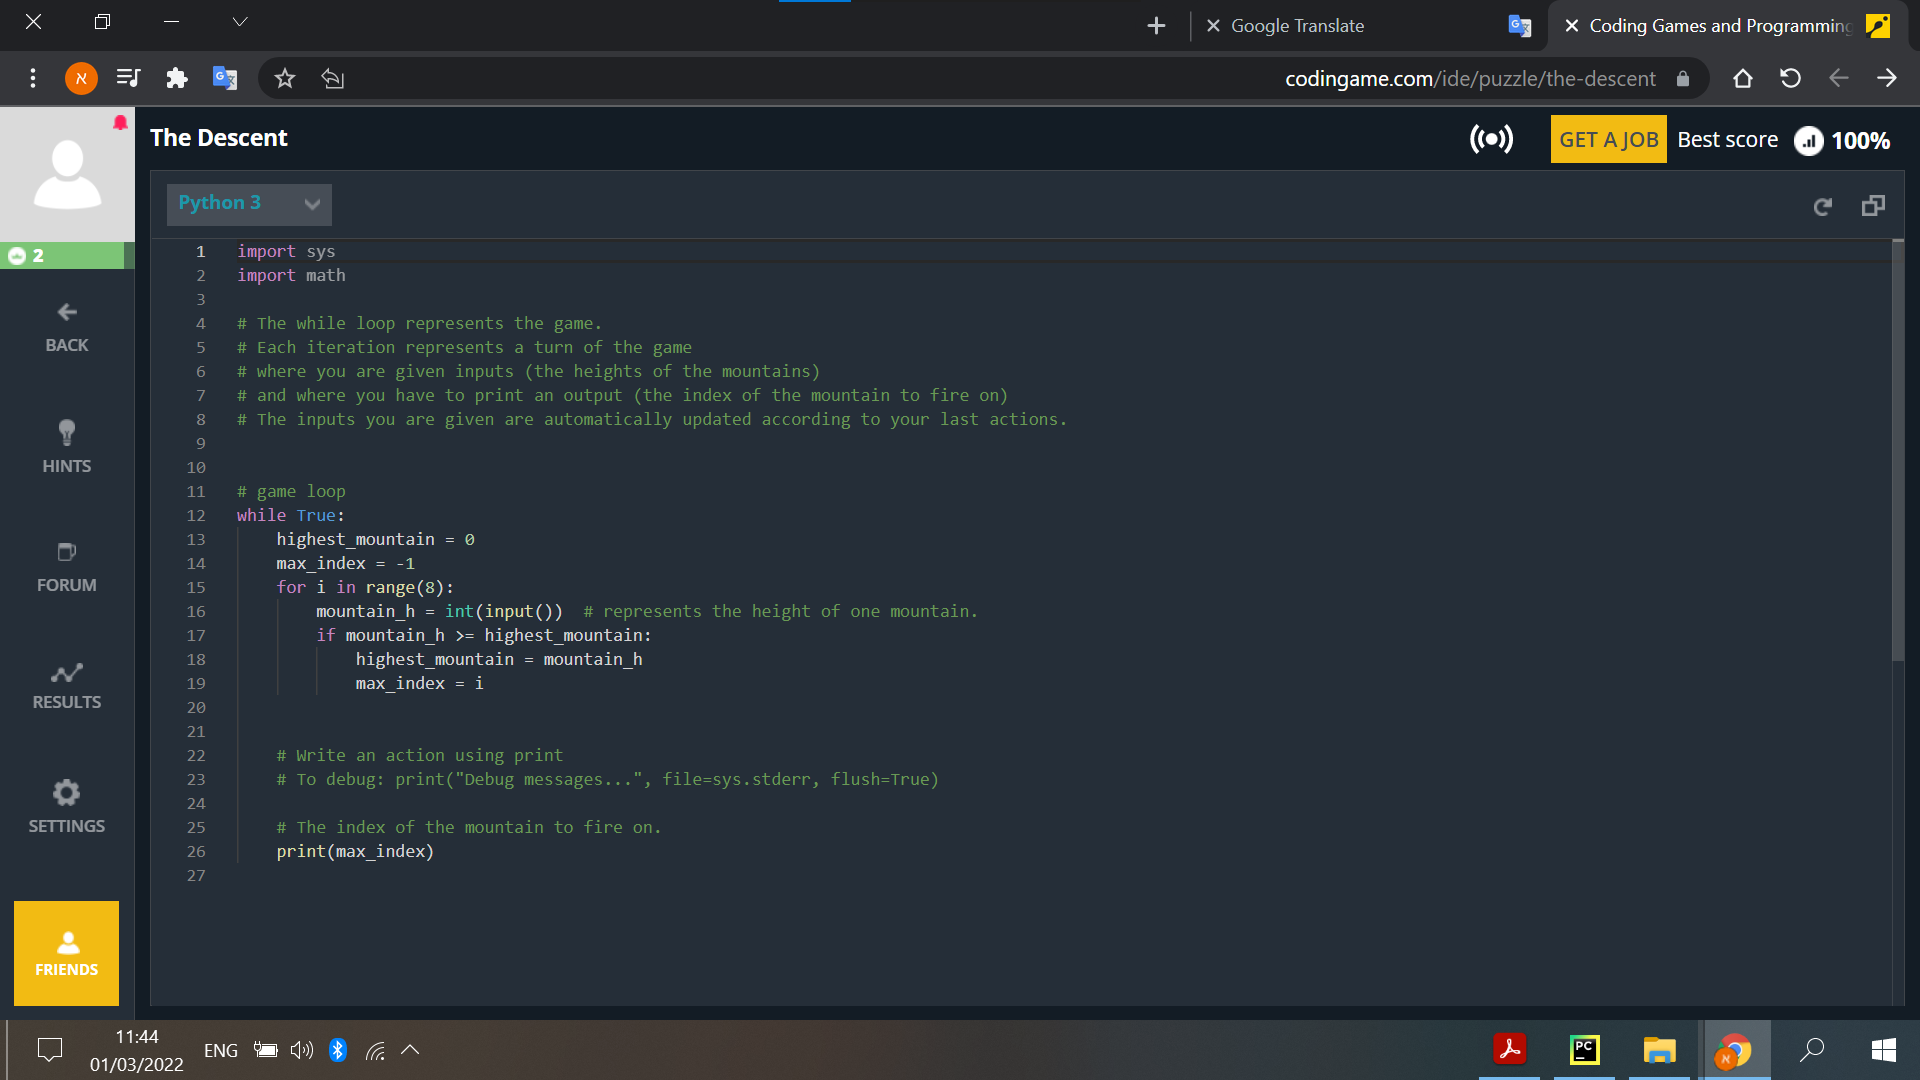 Google Translate
Coding Games and Programming
א
codingame.com/ide/puzzle/the-descent
The Descent
GET A JOB
Best score
100%
Python 3
2
BACK
HINTS
FORUM
RESULTS
SETTINGS
FRIENDS
1 import sys
2 import math
3
4 # The while loop represents the game.
5 # Each iteration represents a turn of the game
6 # where you are given inputs (the heights of the mountains)
7 # and where you have to print an output (the index of the mountain to fire on)
8 # The inputs you are given are automatically updated according to your last actions.
9
10
11 # game loop
12 while True:
13 highest_mountain = 0
14 max_index = -1
15 for i in range(8):
16 mountain_h = int(input())  # represents the height of one mountain.
17 if mountain_h >= highest_mountain:
18 highest_mountain = mountain_h
19 max_index = i
20
21
22 # Write an action using print
23 # To debug: print("Debug messages...", file=sys.stderr, flush=True)
24
25 # The index of the mountain to fire on.
26 print(max_index)
27
11:44
01/03/2022
ENG
PC
א